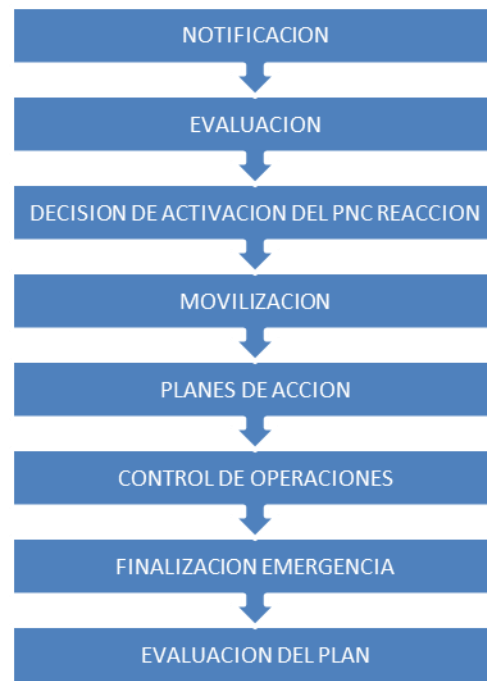 NOTIFICACION
EVALUACION
DECISION DE ACTIVACION DEL PNC REACCION
MOVILIZACION
PLANES DE ACCION
CONTROL DE OPERACIONES
FINALIZACION EMERGENCIA
EVALUACION DEL PLAN